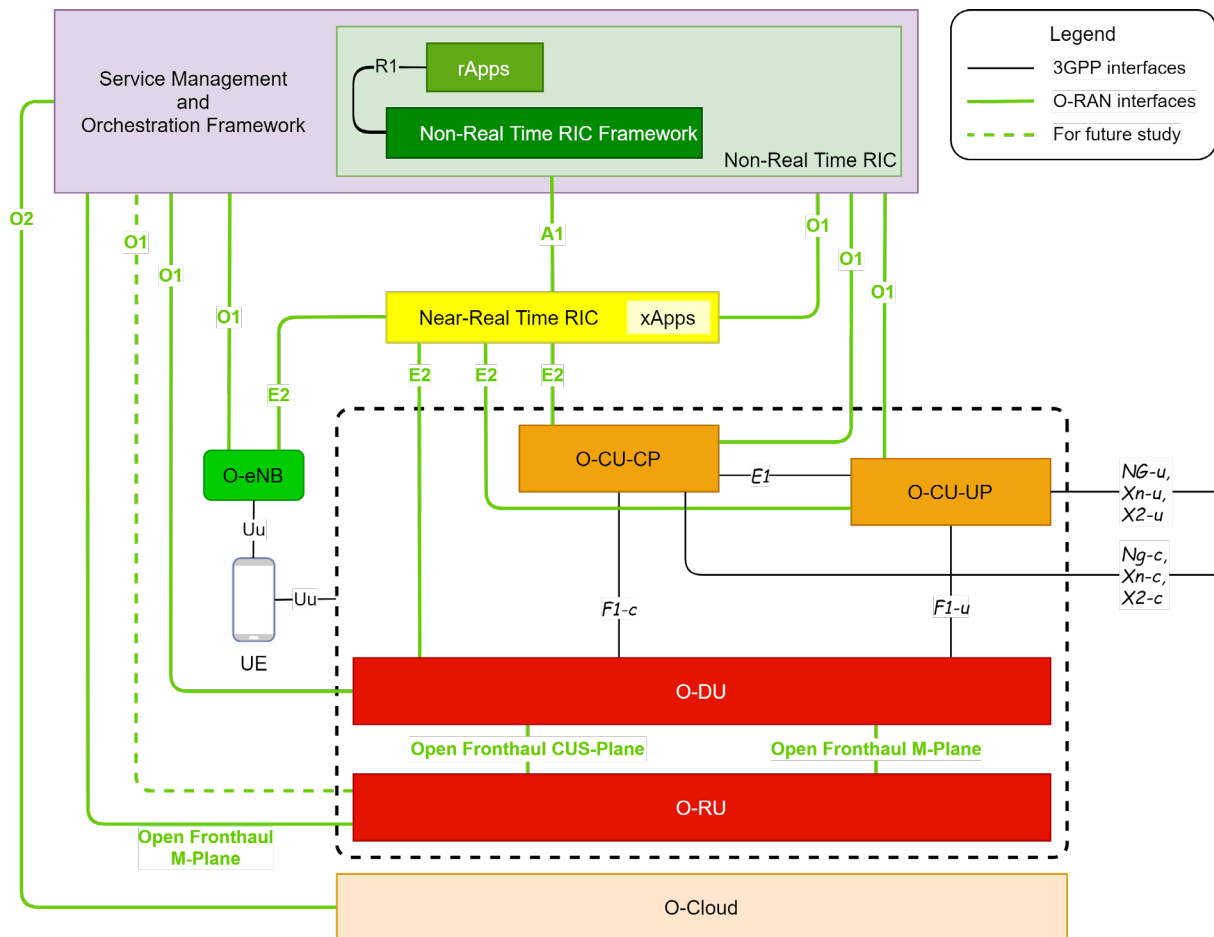 Service Management
and
Orchestration Framework
R1
rApps
Non-Real Time RIC Framework
Non-Real Time RIC
Legend
3GPP interfaces
O-RAN interfaces
For future study
O2
O1
O1
O1
A1
O1
O1
O1
Near-Real Time RIC
xApps
E2
E2
E2
E2
O-eNB
O-CU-CP
E1
O-CU-UP
NG-u,
Xn-u,
X2-u
Ng-c,
Xn-c,
X2-c
Uu
Uu
UE
F1-c
F1-u
O-DU
Open Fronthaul CUS-Plane
Open Fronthaul M-Plane
O-RU
Open Fronthaul
M-Plane
O-Cloud